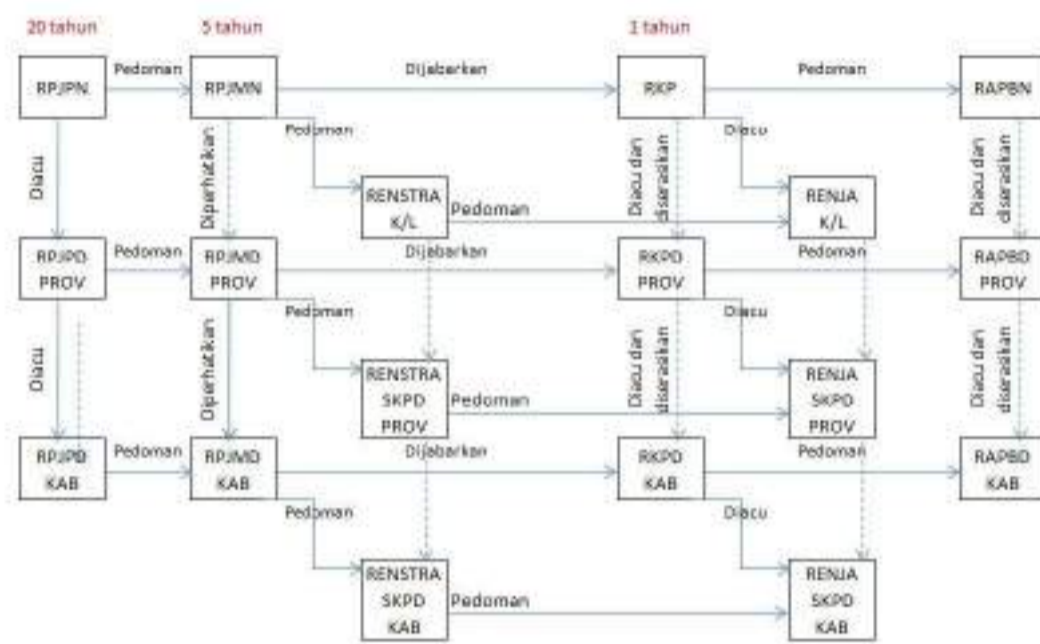 20 tahun
5 tahun
1 tahun
RPJPN
Pedoman
RPJMN
Dijabarkan
RKP
Pedoman
RAPBN
Diacu
Diperhatikan
Pedoman
Diacu dan
diserasikan
Diacu
Diacu dan
diserasikan
RENSTRA
K/L
Pedoman
RENJA
K/L
RPJPD
PROV
Pedoman
RPJMD
PROV
Dijabarkan
RKPD
PROV
Pedoman
RAPBD
PROV
Diacu
Diperhatikan
Pedoman
Diacu dan
diserasikan
Diacu
Diacu dan
diserasikan
RENSTRA
SKPD
PROV
Pedoman
RENJA
SKPD
PROV
RPJPD
KAB
Pedoman
RPJMD
KAB
Dijabarkan
RKPD
KAB
Pedoman
RAPBD
KAB
Pedoman
Diacu
RENSTRA
SKPD
KAB
Pedoman
RENJA
SKPD
KAB